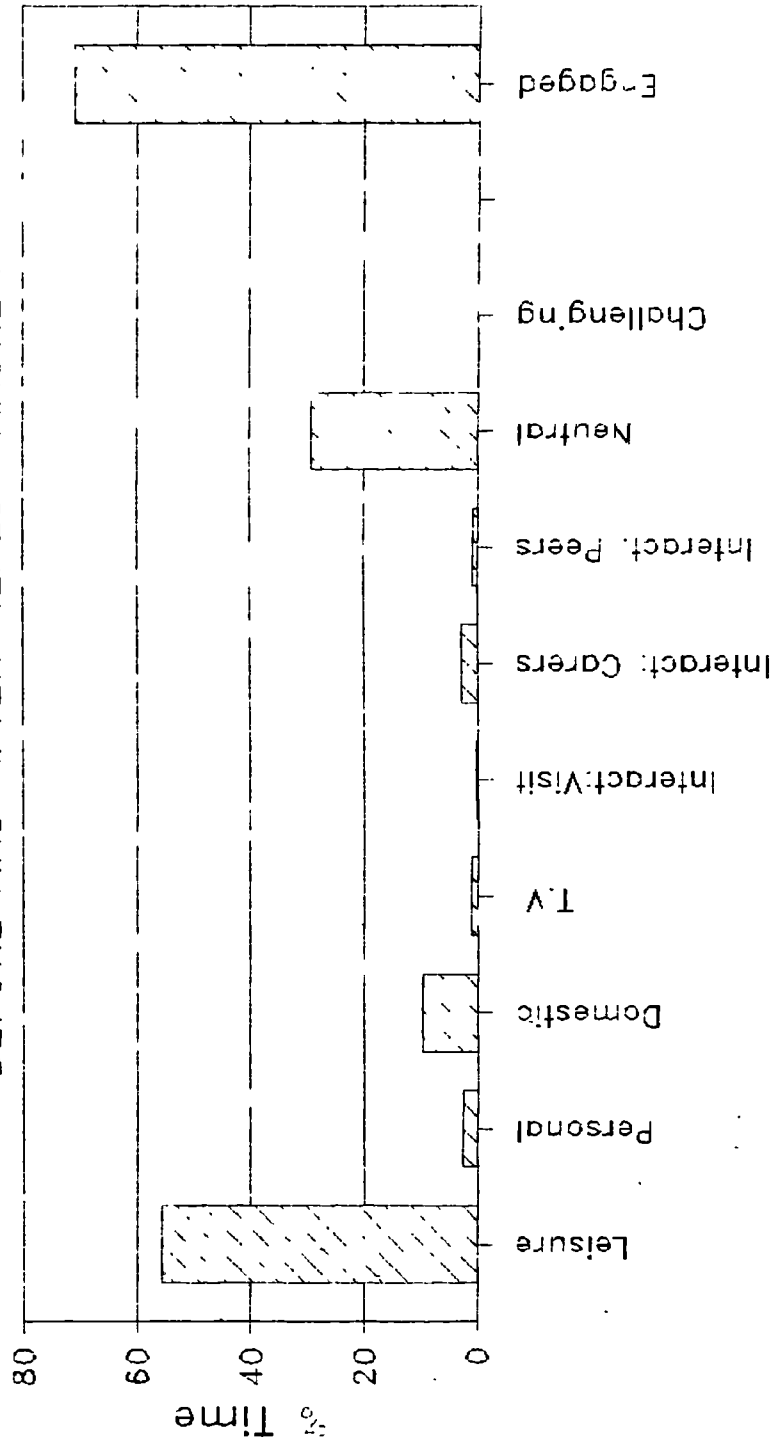 % Time
80
60
40
20
0
Leisure
Personal
Domestic
T.V
Interact:Visit
Interact: Carers
Interact. Peers
Neutral
Challeng'ng
E-gaged